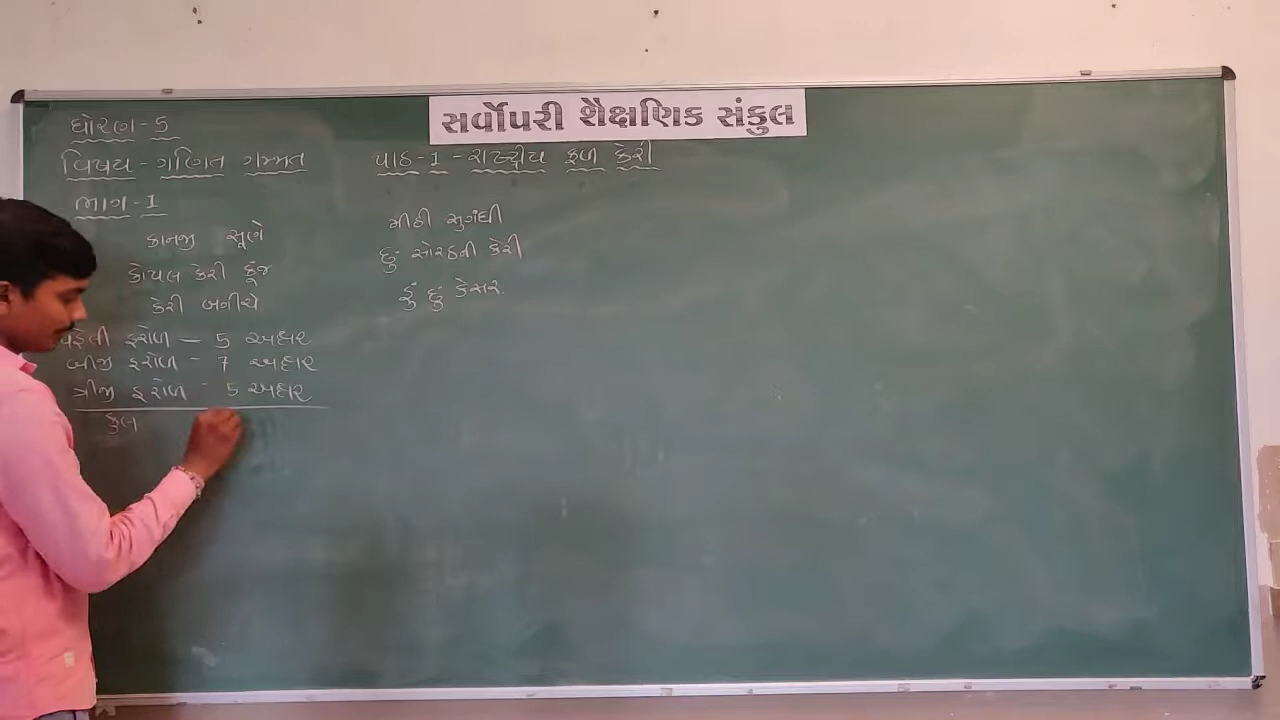 સર્વોપરી શૈક્ષણિક સંકુલ
ધોરણ-5
વિષય-ગણિત ગમ્મત
પાઠ-1-રાષ્ટ્રીય ફળ કેરી
ભાગ-1
કાનજી સૂણે
કોયલ કેરી કૂંજ
કેરી બગીચે
મીઠી સુગંધી
છું સોરઠની કેરી
હું છું કેસર.
પહેલી હરોળ — 5 અક્ષર
બીજી હરોળ - 7 અક્ષર
ત્રીજી હરોળ - 5 અક્ષર
કુલ